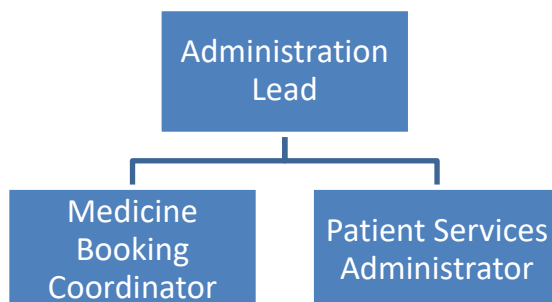 Administration
Lead
Medicine
Booking
Coordinator
Patient Services
Administrator